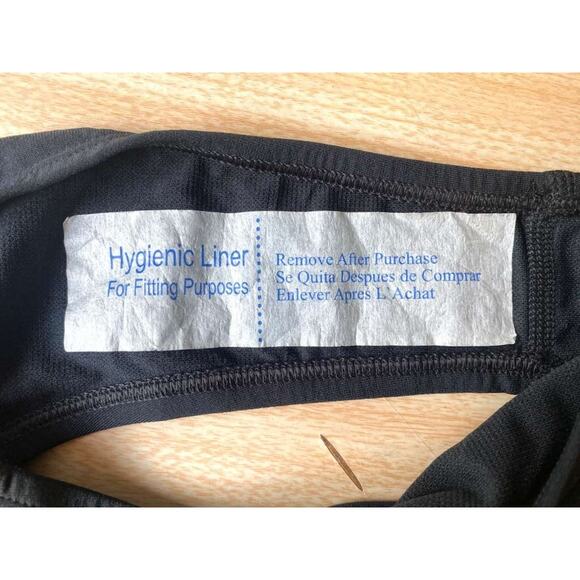 Hygienic Liner
For Fitting Purposes
Remove After Purchase
Se Quita Despues de Comprar
Enlever Apres L'Achat